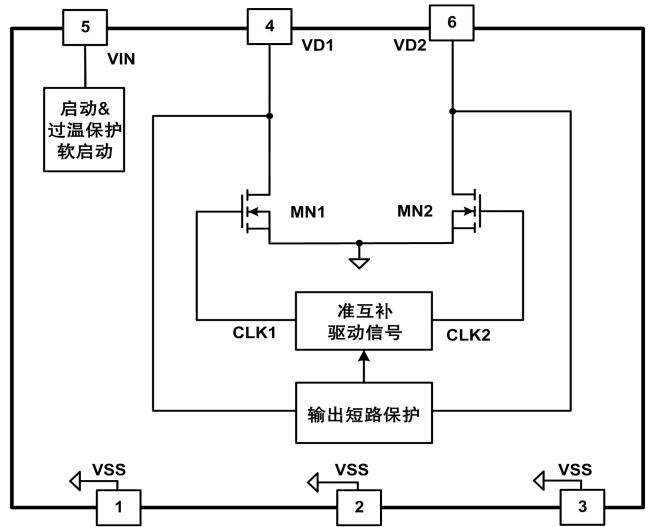 5
4
6
VIN
VD1
VD2
启动&
过温保护
软启动
MN1
MN2
准互补
驱动信号
CLK1
CLK2
输出短路保护
VSS
VSS
VSS
1
2
3